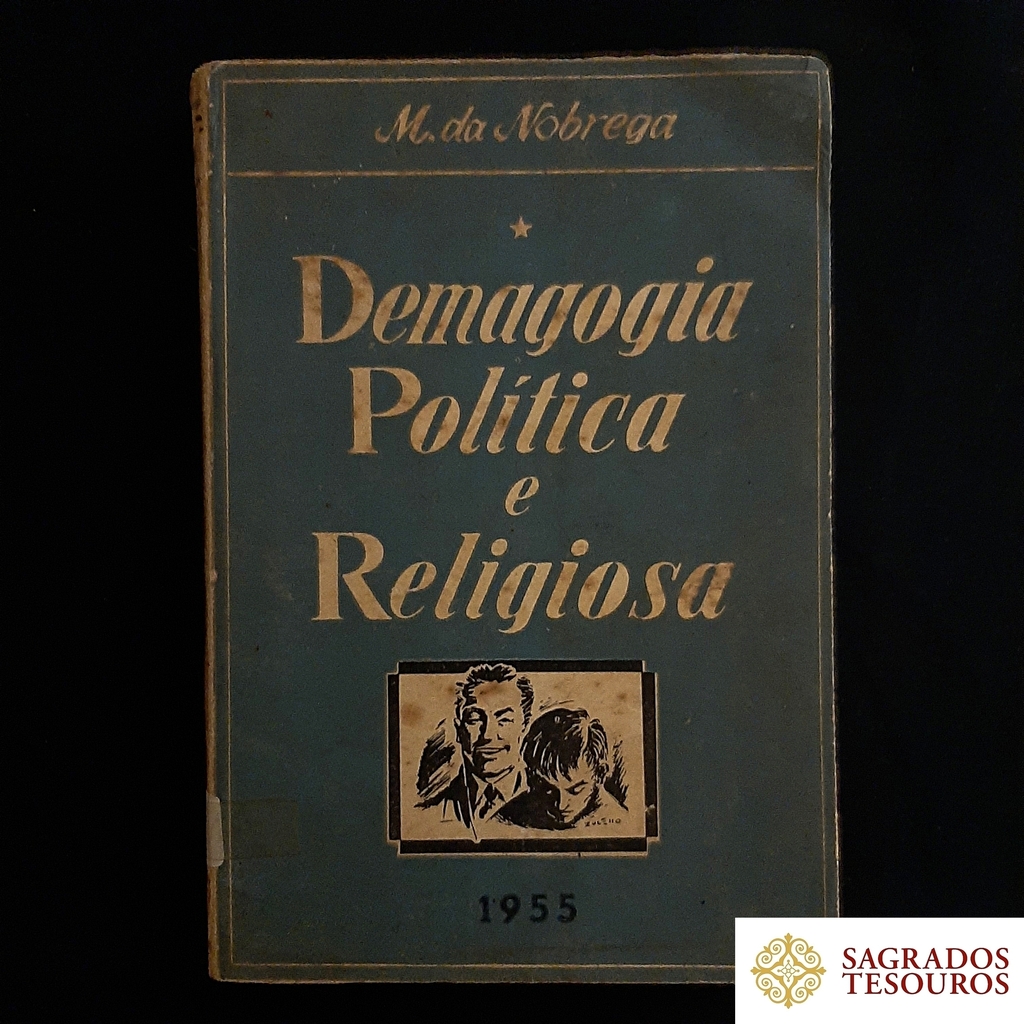 M. da Nobrega
Demagogia
Política
e
Religiosa
1955
SAGRADOS
TESOUROS